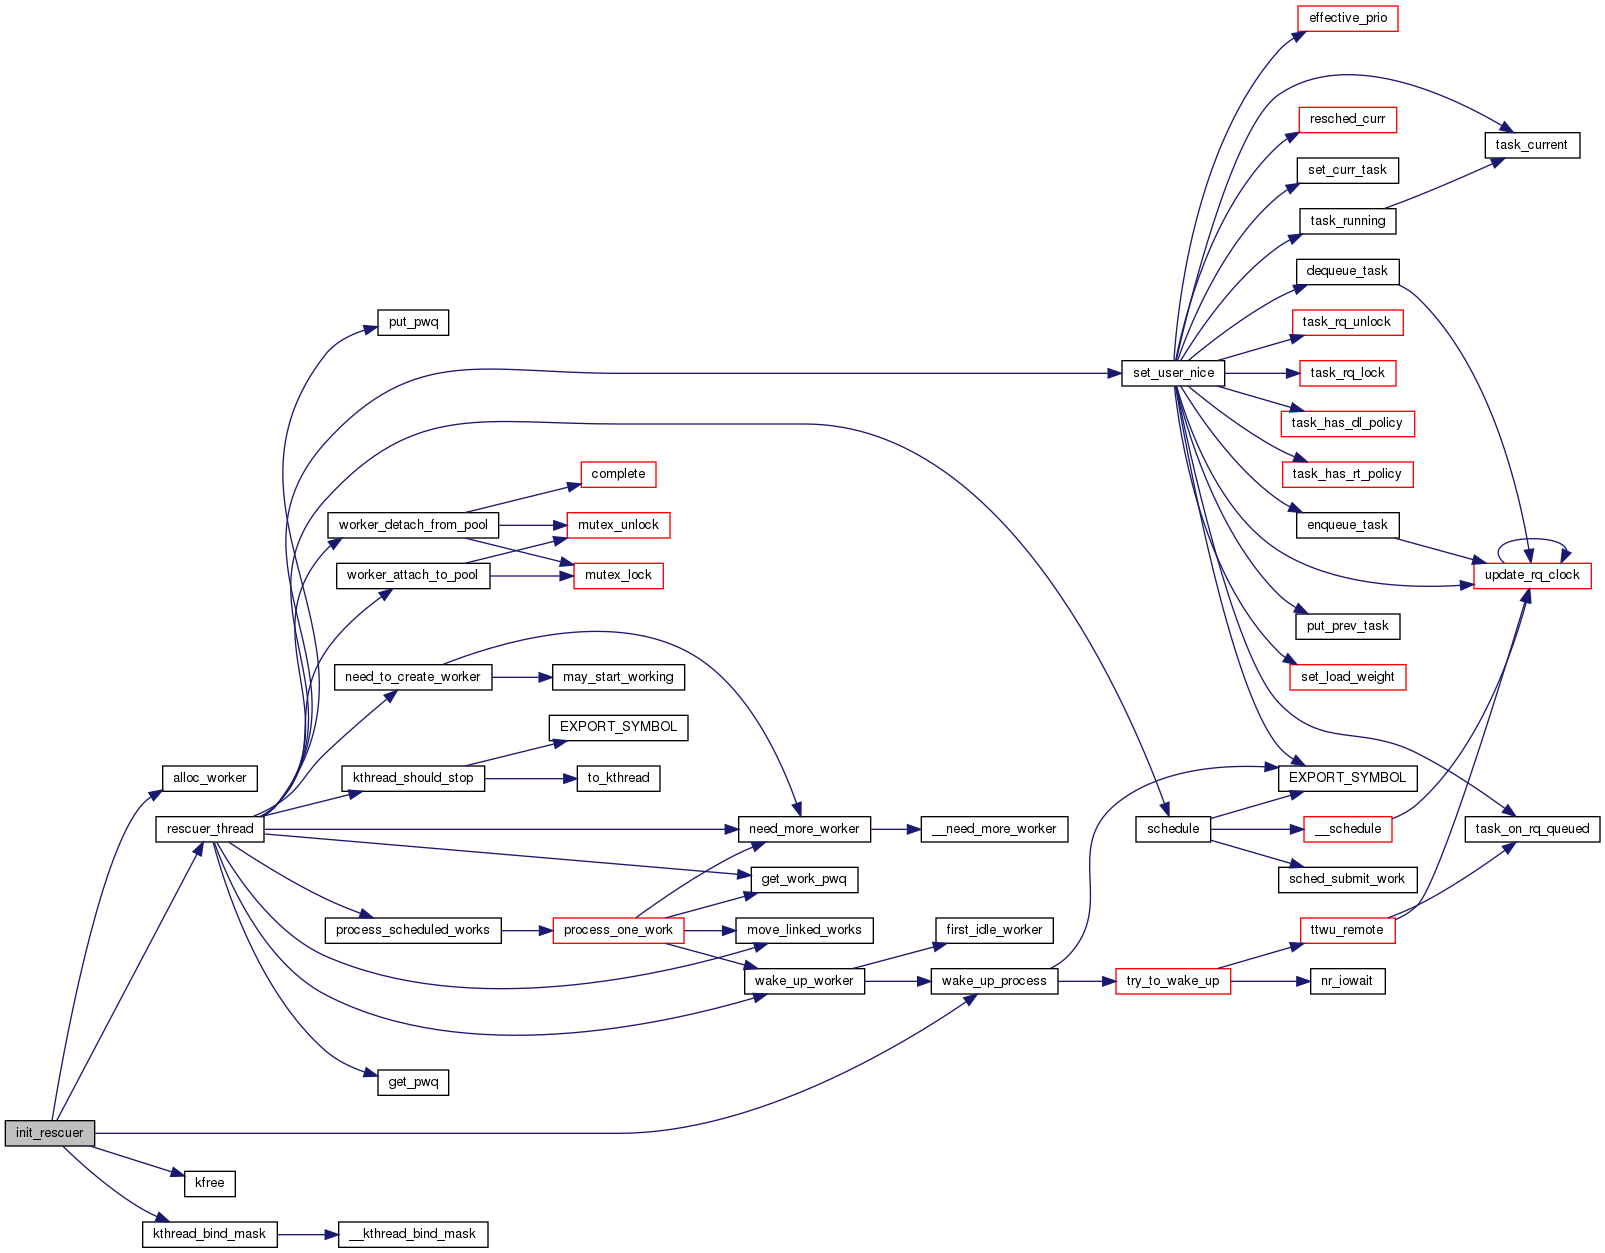 effective_prio
resched_curr
task_current
set_curr_task
task_running
dequeue_task
put_pwq
task_rq_unlock
set_user_nice
task_rq_lock
task_has_dl_policy
complete
task_has_rt_policy
worker_detach_from_pool
mutex_unlock
enqueue_task
worker_attach_to_pool
mutex_lock
update_rq_clock
put_prev_task
need_to_create_worker
may_start_working
set_load_weight
EXPORT_SYMBOL
alloc_worker
kthread_should_stop
to_kthread
EXPORT_SYMBOL
rescuer_thread
need_more_worker
__need_more_worker
schedule
__schedule
task_on_rq_queued
get_work_pwq
sched_submit_work
process_scheduled_works
process_one_work
move_linked_works
first_idle_worker
ttwu_remote
wake_up_worker
wake_up_process
try_to_wake_up
nr_iowait
get_pwq
init_rescuer
kfree
kthread_bind_mask
__kthread_bind_mask